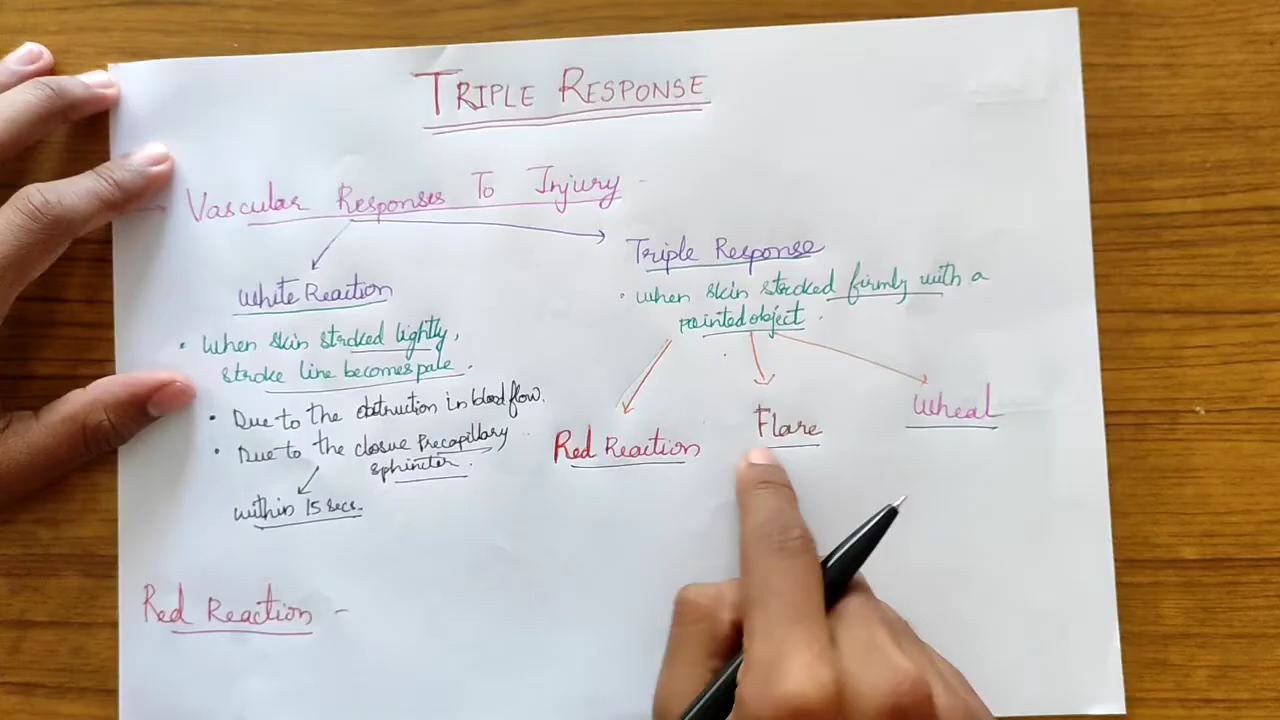 TRIPLE RESPONSE
Vascular Responses To Injury -
White Reaction
• When skin stroked lightly,
stroke line becomes pale.
• Due to the obstruction in blood flow.
• Due to the closue Precapillary
Sphincter.
within 15 secs.
Triple Response
• when skin stroked firmly with a
pointed object.
Red Reaction
Flare
Wheal
Red Reaction -